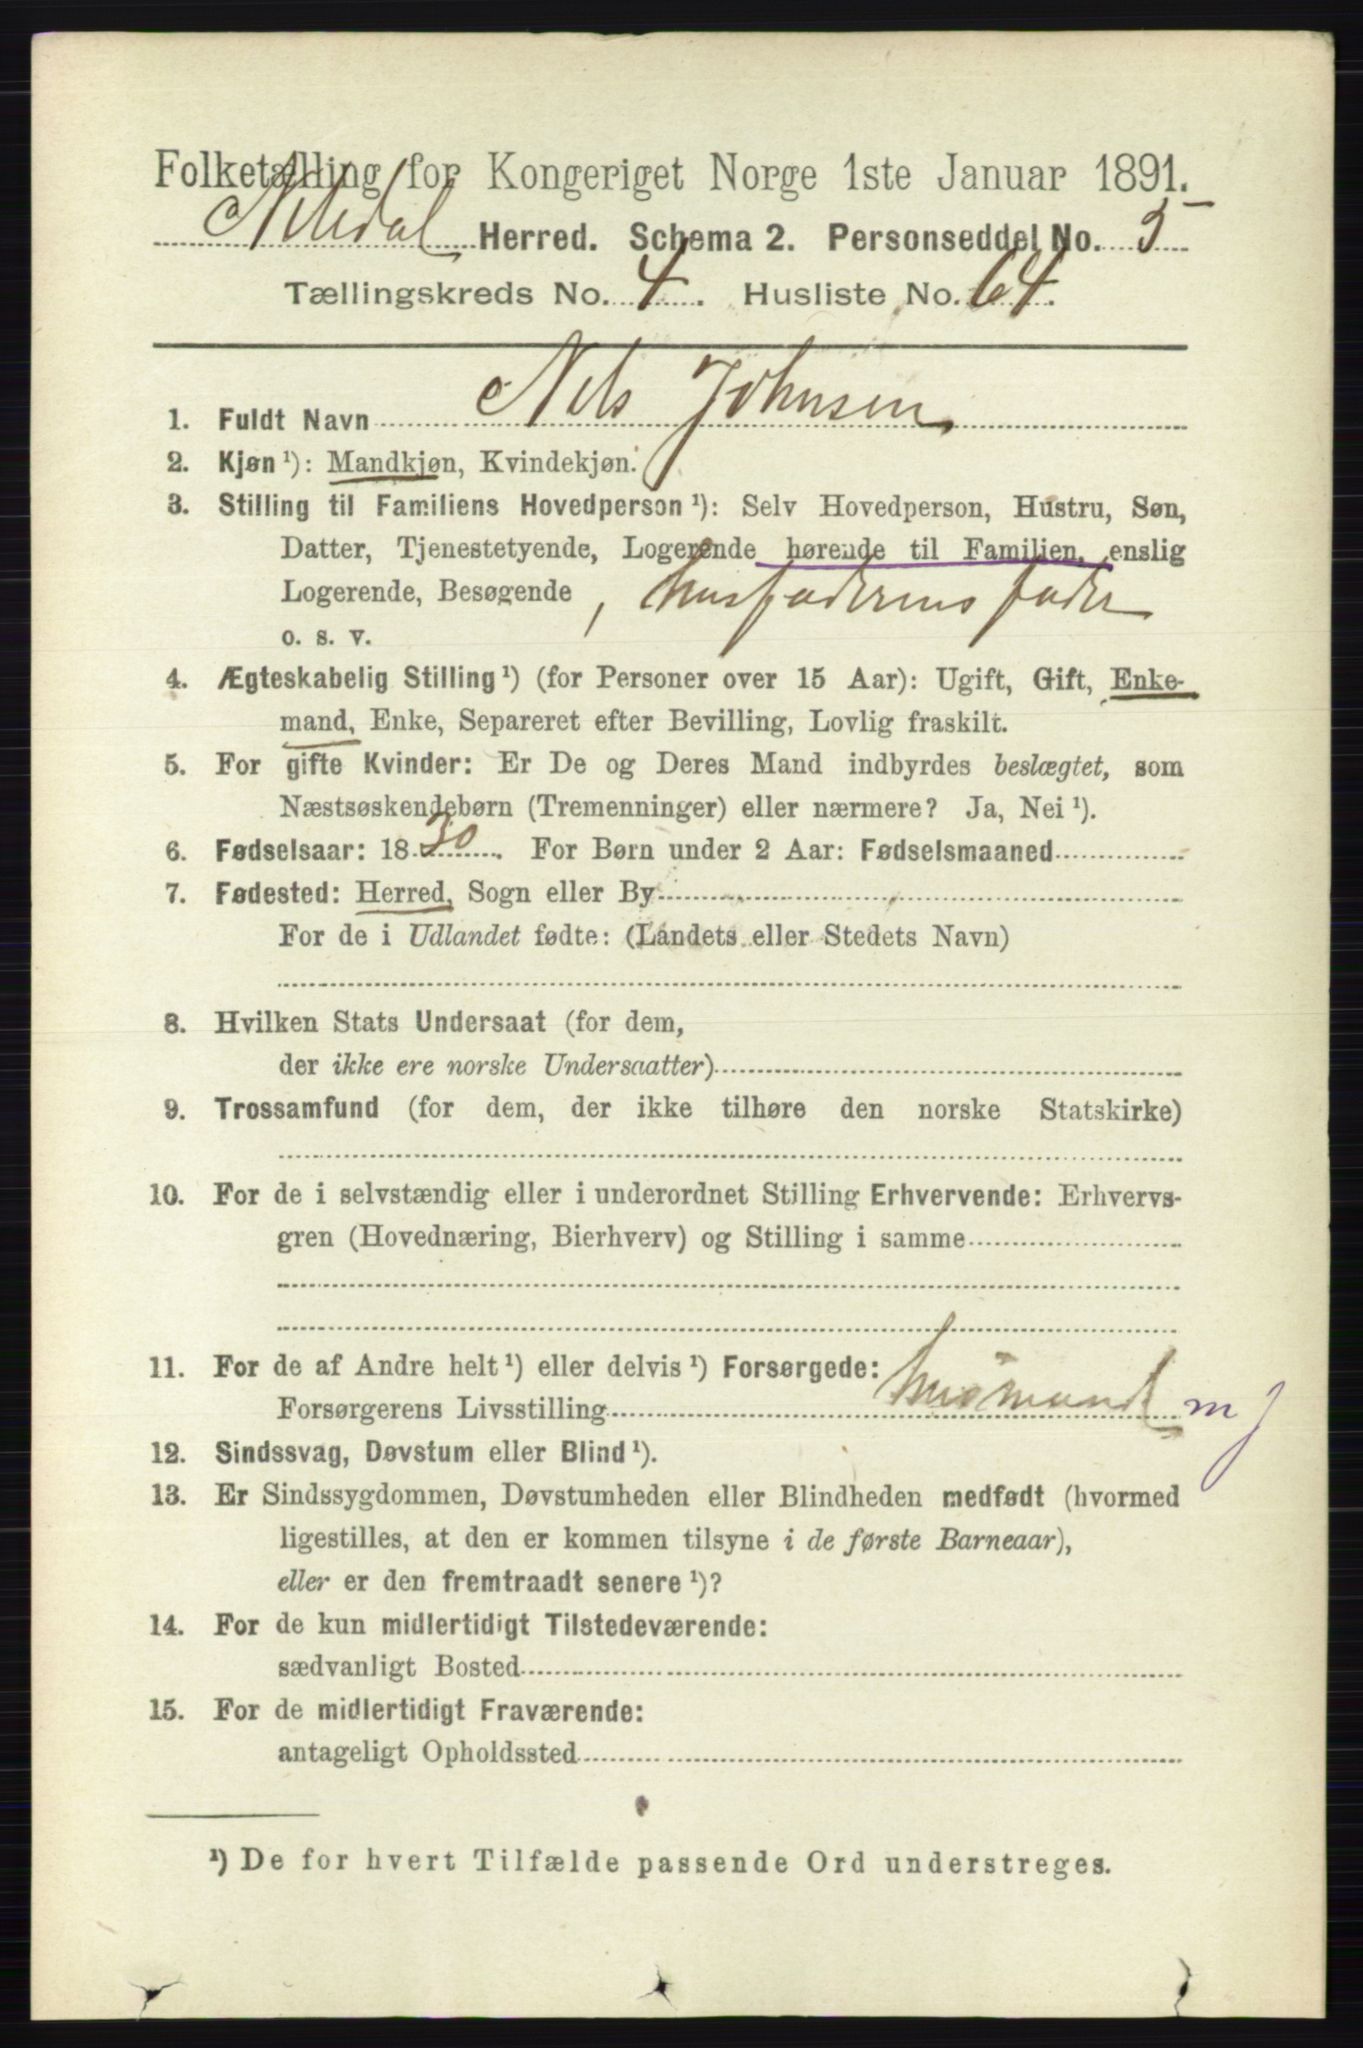 Folketælling for Kongeriget Norge 1ste Januar 1891.
Nitedal Herred. Schema 2. Personseddel No. 5
Tællingskreds No. 4. Husliste No. 64.
1. Fuldt Navn Nels Johnsen
2. Kjøn ¹): Mandkjøn, Kvindekjøn.
3. Stilling til Familiens Hovedperson ¹): Selv Hovedperson, Hustru, Søn,
Datter, Tjenestetyende, Logerende hørende til Familien, enslig
Logerende, Besøgende , husfaderens fader
o. s. v.
4. Ægteskabelig Stilling ¹) (for Personer over 15 Aar): Ugift, Gift, Enke-
mand, Enke, Separeret efter Bevilling, Lovlig fraskilt.
5. For gifte Kvinder: Er De og Deres Mand indbyrdes beslægtet, som
Næstsøskendebørn (Tremenninger) eller nærmere? Ja, Nei ¹).
6. Fødselsaar: 1830. For Børn under 2 Aar: Fødselsmaaned
7. Fødested: Herred, Sogn eller By
For de i Udlandet fødte: (Landets eller Stedets Navn)
8. Hvilken Stats Undersaat (for dem,
der ikke ere norske Undersaatter)
9. Trossamfund (for dem, der ikke tilhøre den norske Statskirke)
10. For de i selvstændig eller i underordnet Stilling Erhvervende: Erhvervs-
gren (Hovednæring, Bierhverv) og Stilling i samme
11. For de af Andre helt ¹) eller delvis ¹) Forsørgede:
Forsørgerens Livsstilling husmand m J
12. Sindssvag, Døvstum eller Blind ¹).
13. Er Sindssygdommen, Døvstumheden eller Blindheden medfødt (hvormed
ligestilles, at den er kommen tilsyne i de første Barneaar),
eller er den fremtraadt senere ¹)?
14. For de kun midlertidigt Tilstedeværende:
sædvanligt Bosted
15. For de midlertidigt Fraværende:
antageligt Opholdssted
¹) De for hvert Tilfælde passende Ord understreges.